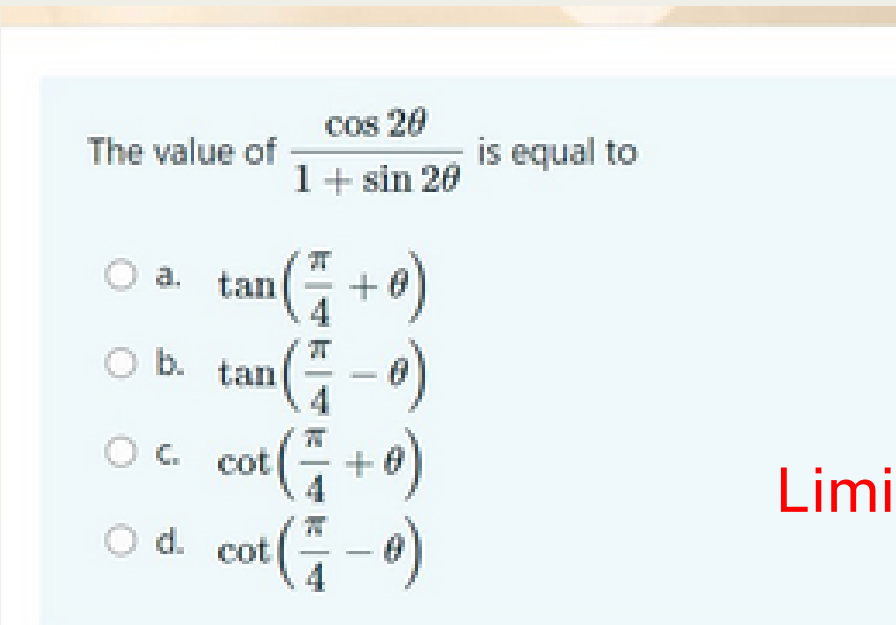 The value of cos 2θ / 1 + sin 2θ is equal to
a. tan(π/4 + θ)
b. tan(π/4 − θ)
c. cot(π/4 + θ)
d. cot(π/4 − θ)
Limi